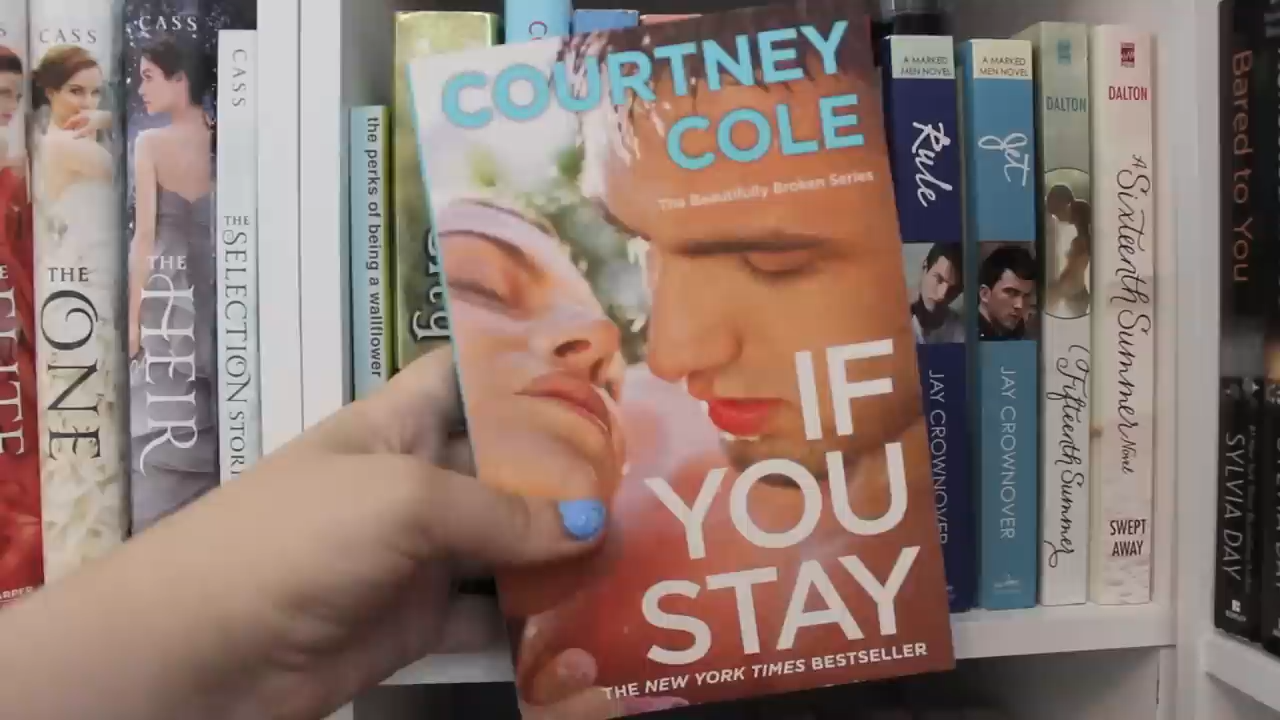 CASS
THE
ONE
CASS
THE
HEIR
CASS
THE
SELECTION STORI
the perks of being a wallflower
COURTNEY
COLE
The Beautifully Broken Series
IF
YOU
STAY
THE NEW YORK TIMES BESTSELLER
A MARKED
MEN NOVEL
Rule
JAY CROWNOVER
A MARKED
MEN NOVEL
Jet
JAY CROWNOVER
DALTON
Fifteenth Summer
DALTON
A Sixteenth Summer Novel
SWEPT
AWAY
Bared to You
SYLVIA DAY